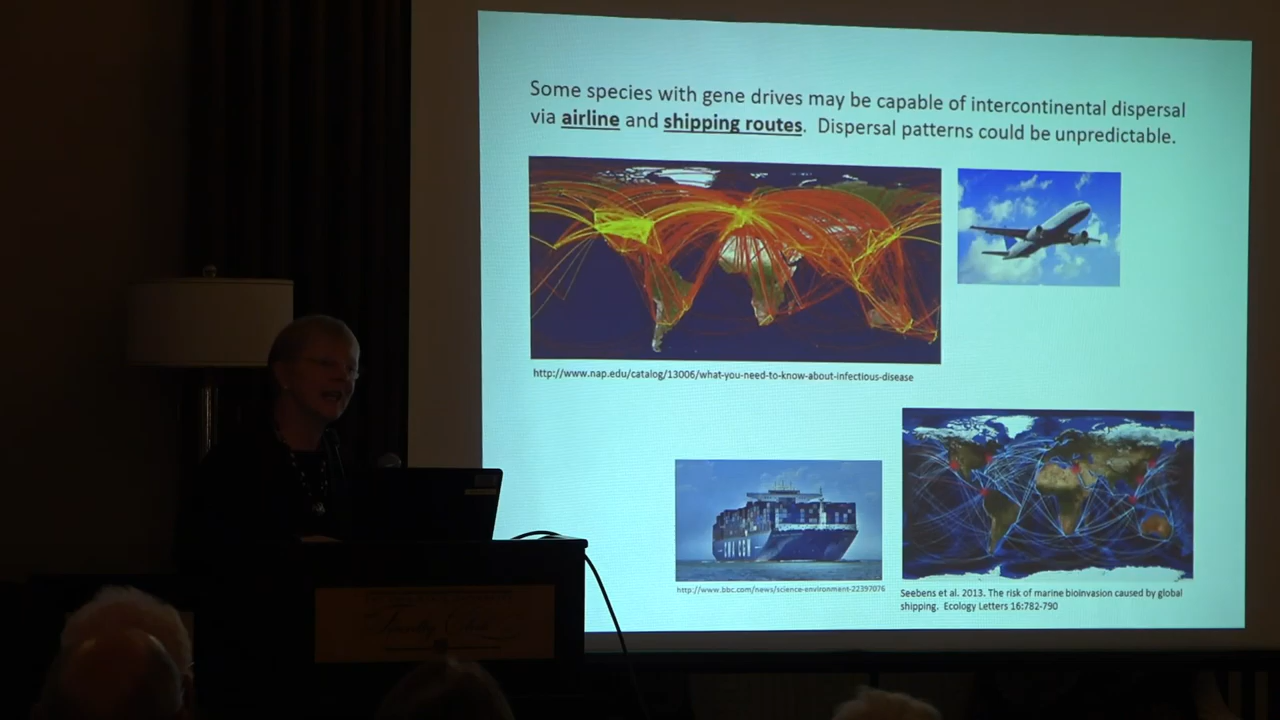 Some species with gene drives may be capable of intercontinental dispersal
via airline and shipping routes. Dispersal patterns could be unpredictable.
http://www.nap.edu/catalog/13006/what-you-need-to-know-about-infectious-disease
http://www.bbc.com/news/science-environment-22397076
Seebens et al. 2013. The risk of marine bioinvasion caused by global
shipping. Ecology Letters 16:782-790